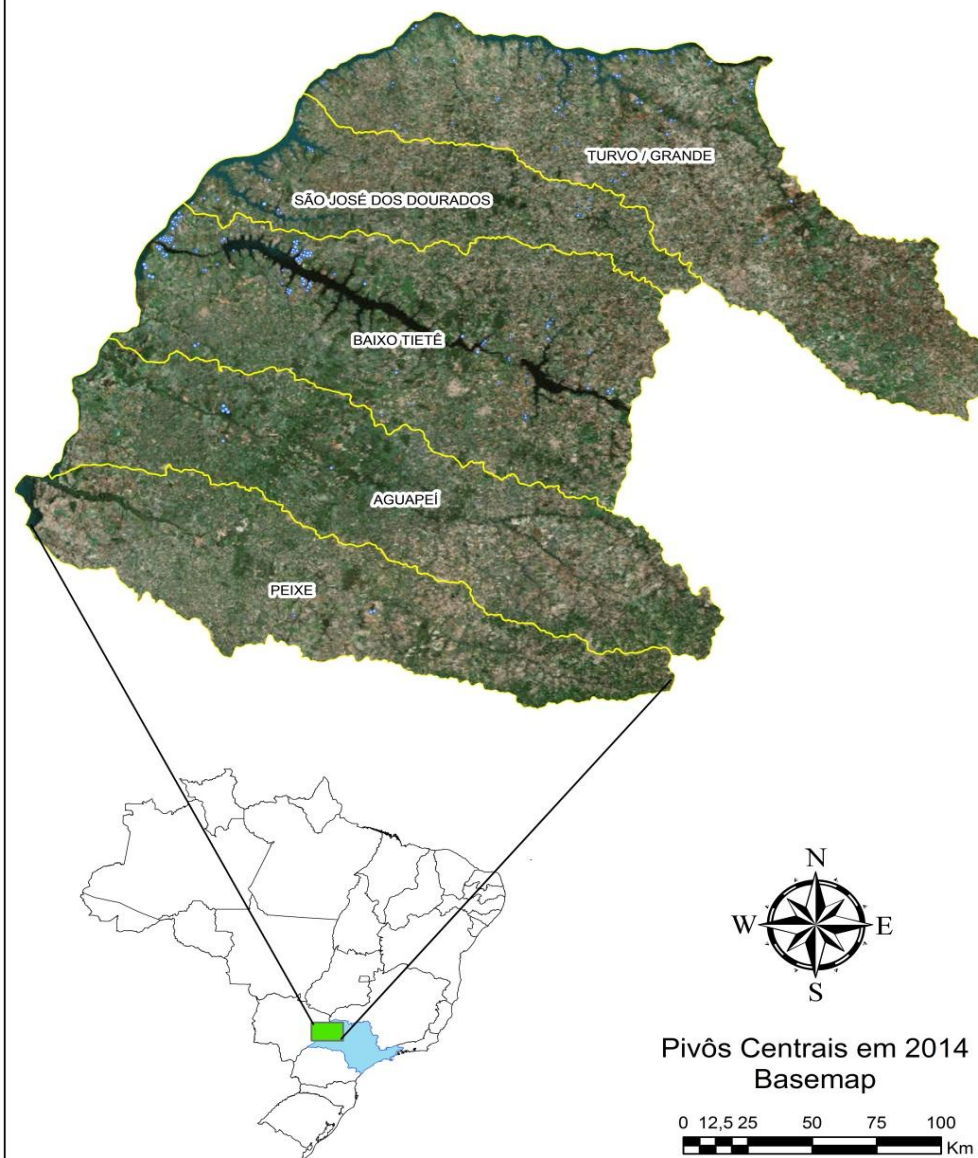 TURVO / GRANDE
SÃO JOSÉ DOS DOURADOS
BAIXO TIETÊ
AGUAPEÍ
PEIXE
N
W E
S
Pivôs Centrais em 2014
Basemap
0 12,5 25 50 75 100
Km